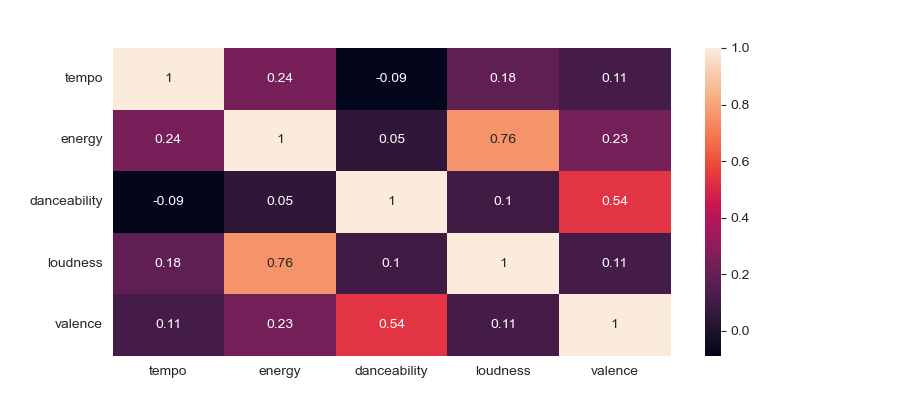 tempo 1 0.24 -0.09 0.18 0.11
energy 0.24 1 0.05 0.76 0.23
danceability -0.09 0.05 1 0.1 0.54
loudness 0.18 0.76 0.1 1 0.11
valence 0.11 0.23 0.54 0.11 1
tempo energy danceability loudness valence
1.0
0.8
0.6
0.4
0.2
0.0